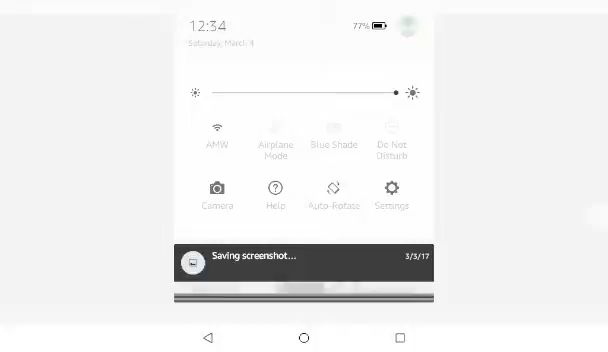 12:34
77%
Saturday, March 4
AMW
Airplane Mode
Blue Shade
Do Not Disturb
Camera
Help
Auto-Rotate
Settings
Saving screenshot...
3/3/17